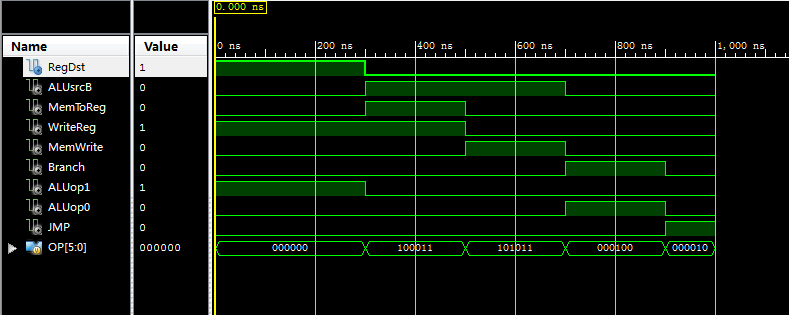 0.000 ns
Name Value 0 ns 200 ns 400 ns 600 ns 800 ns 1,000 ns
RegDst 1
ALUsrcB 0
MemToReg 0
WriteReg 1
MemWrite 0
Branch 0
ALUop1 1
ALUop0 0
JMP 0
OP[5:0] 000000 000000 100011 101011 000100 000010